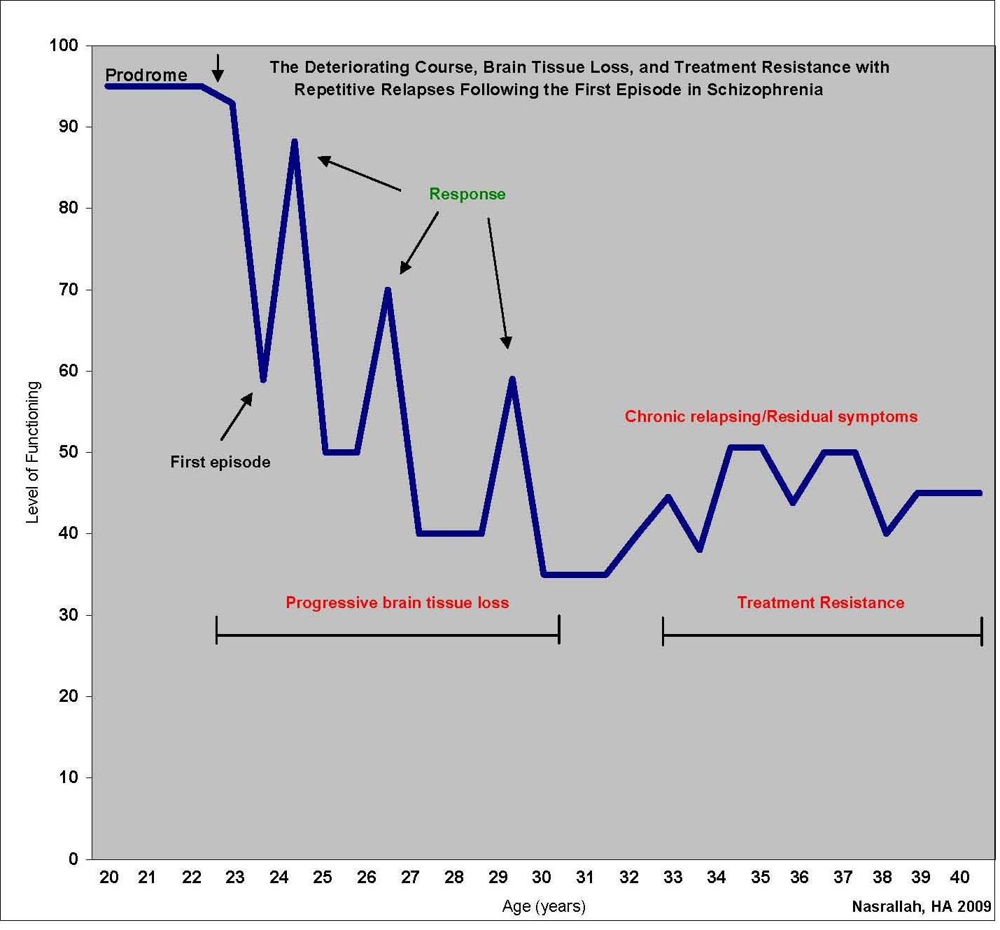 The Deteriorating Course, Brain Tissue Loss, and Treatment Resistance with
Repetitive Relapses Following the First Episode in Schizophrenia
Prodrome
Response
First episode
Chronic relapsing/Residual symptoms
Progressive brain tissue loss
Treatment Resistance
Level of Functioning
100
90
80
70
60
50
40
30
20
10
0
20 21 22 23 24 25 26 27 28 29 30 31 32 33 34 35 36 37 38 39 40
Age (years)
Nasrallah, HA 2009